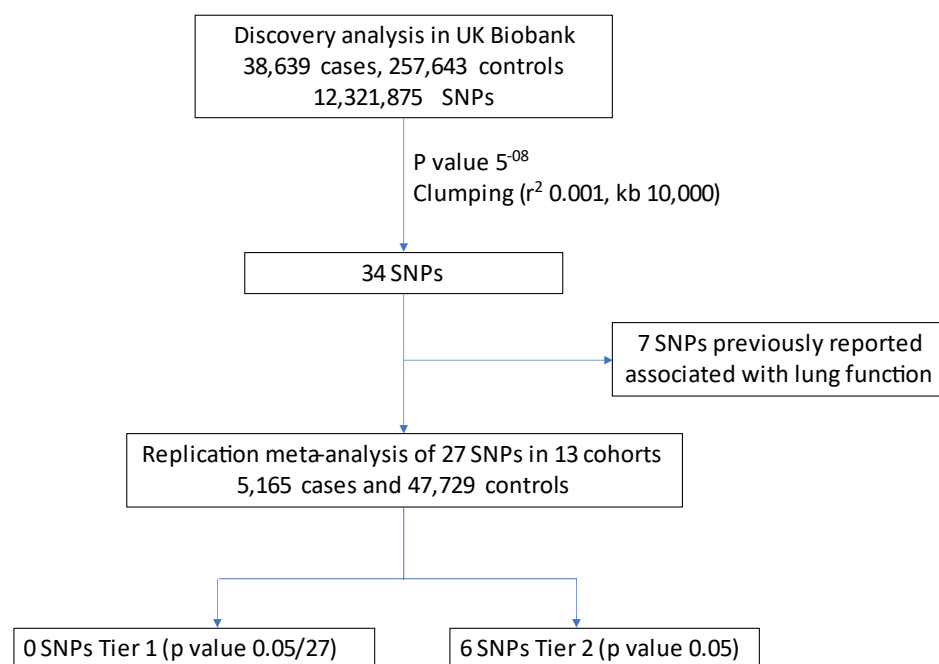 Discovery analysis in UK Biobank
38,639 cases, 257,643 controls
12,321,875 SNPs
P value 5⁻⁰⁸
Clumping (r² 0.001, kb 10,000)
34 SNPs
7 SNPs previously reported
associated with lung function
Replication meta-analysis of 27 SNPs in 13 cohorts
5,165 cases and 47,729 controls
0 SNPs Tier 1 (p value 0.05/27)
6 SNPs Tier 2 (p value 0.05)